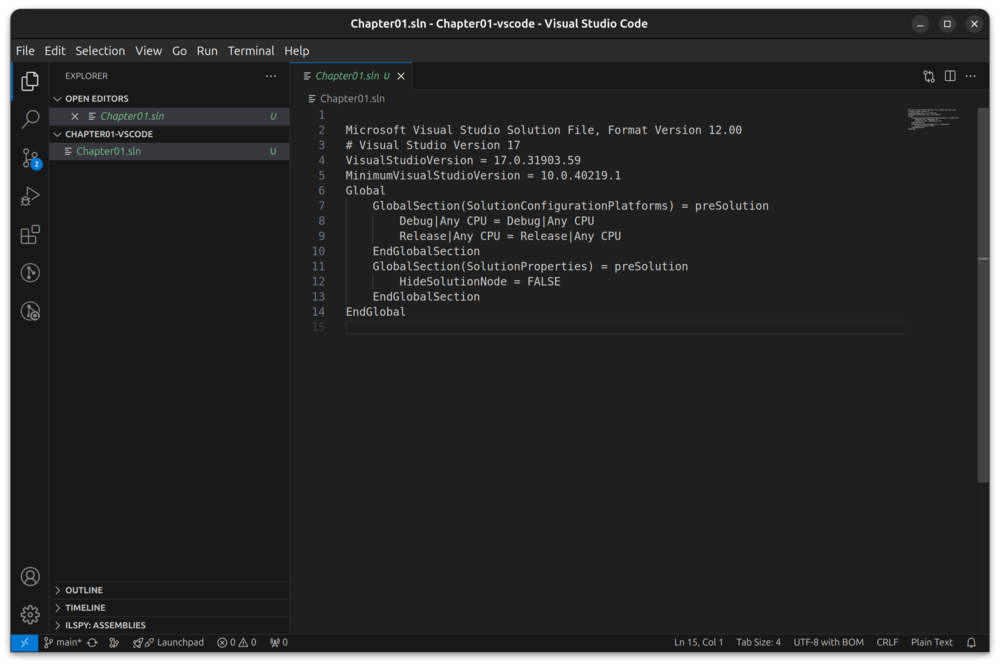 Chapter01.sln - Chapter01-vscode - Visual Studio Code
File Edit Selection View Go Run Terminal Help
EXPLORER
OPEN EDITORS
Chapter01.sln U
CHAPTER01-VSCODE
Chapter01.sln U
OUTLINE
TIMELINE
ILSPY: ASSEMBLIES
2
Chapter01.sln U
Chapter01.sln
1
2 Microsoft Visual Studio Solution File, Format Version 12.00
3 # Visual Studio Version 17
4 VisualStudioVersion = 17.0.31903.59
5 MinimumVisualStudioVersion = 10.0.40219.1
6 Global
7 GlobalSection(SolutionConfigurationPlatforms) = preSolution
8 Debug|Any CPU = Debug|Any CPU
9 Release|Any CPU = Release|Any CPU
10 EndGlobalSection
11 GlobalSection(SolutionProperties) = preSolution
12 HideSolutionNode = FALSE
13 EndGlobalSection
14 EndGlobal
15
main* Launchpad 0 0 0 Ln 15, Col 1 Tab Size: 4 UTF-8 with BOM CRLF Plain Text